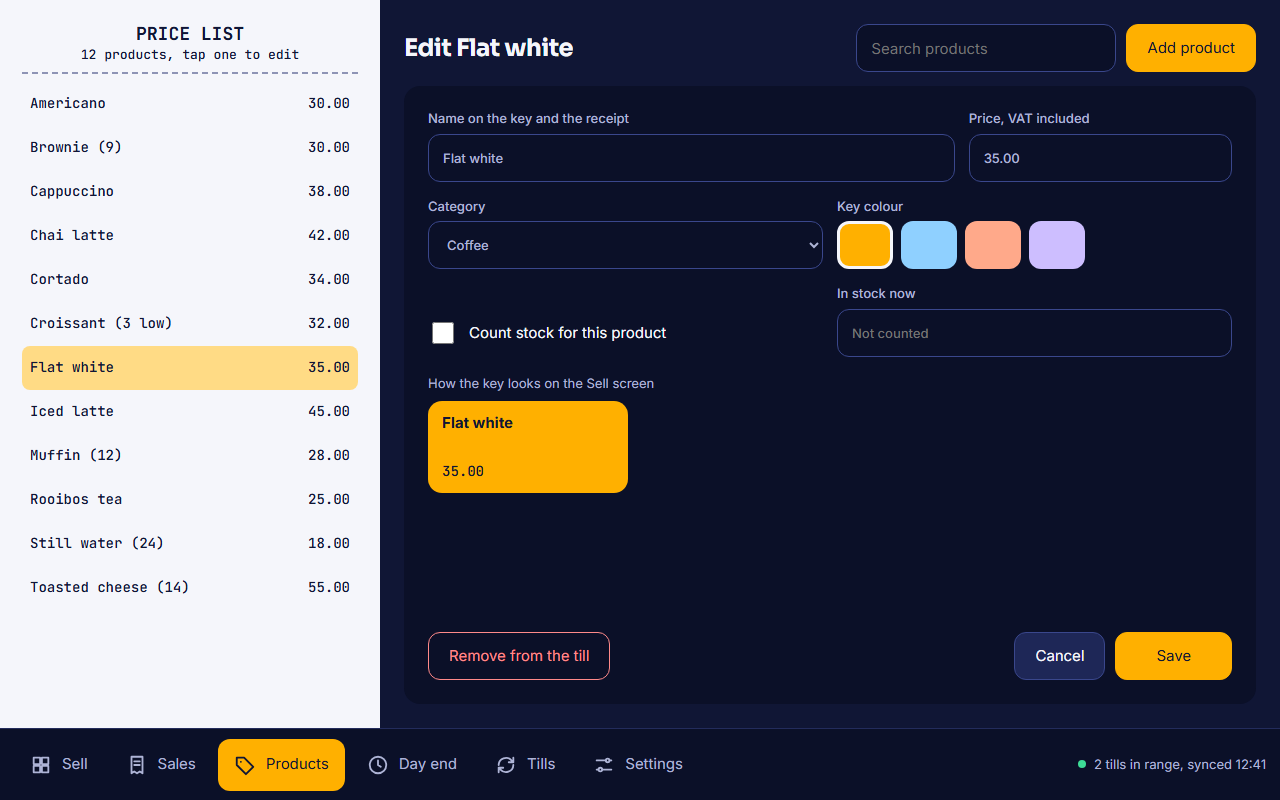 PRICE LIST
12 products, tap one to edit
Americano 30.00
Brownie (9) 30.00
Cappuccino 38.00
Chai latte 42.00
Cortado 34.00
Croissant (3 low) 32.00
Flat white 35.00
Iced latte 45.00
Muffin (12) 28.00
Rooibos tea 25.00
Still water (24) 18.00
Toasted cheese (14) 55.00
Edit Flat white
Search products
Add product
Name on the key and the receipt
Flat white
Price, VAT included
35.00
Category
Coffee
Key colour
Count stock for this product
In stock now
Not counted
How the key looks on the Sell screen
Flat white
35.00
Remove from the till
Cancel
Save
Sell
Sales
Products
Day end
Tills
Settings
2 tills in range, synced 12:41